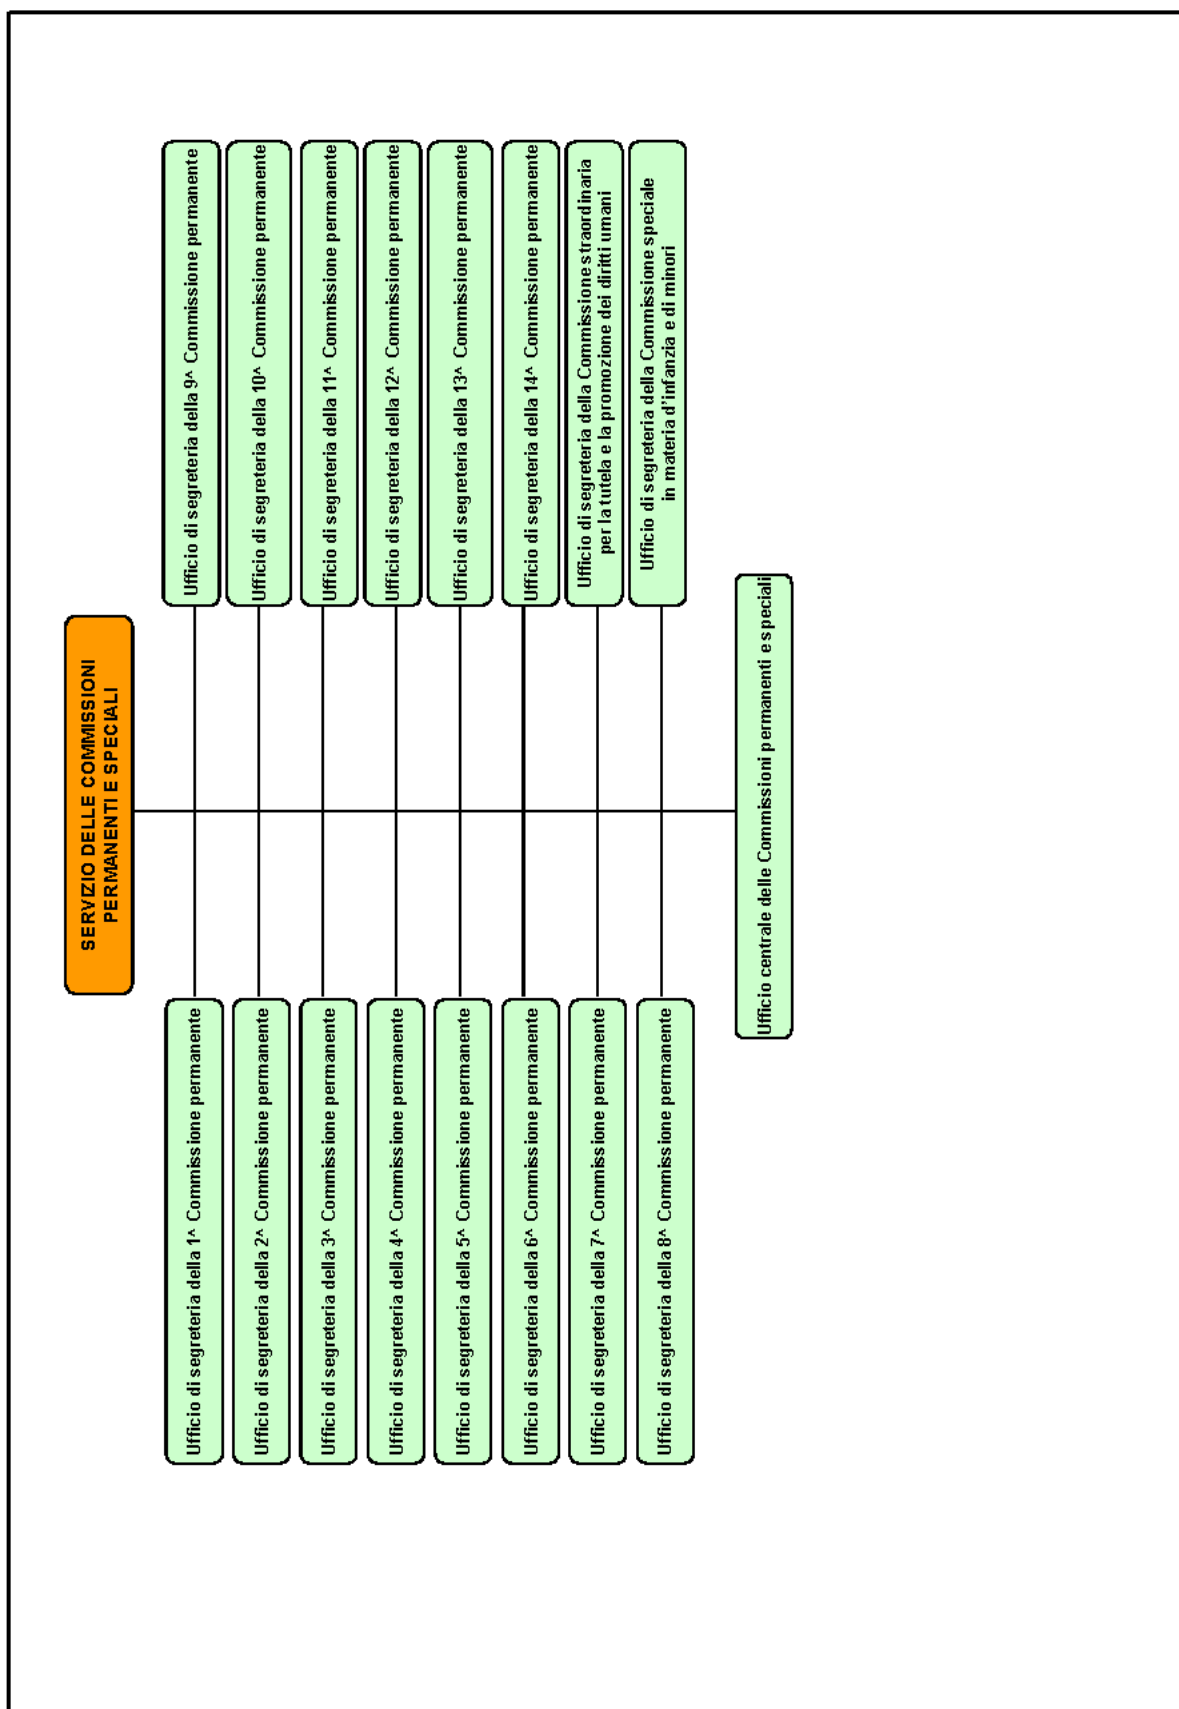 SERVIZIO DELLE COMMISSIONI
PERMANENTI E SPECIALI
Ufficio di segreteria della 1^ Commissione permanente
Ufficio di segreteria della 9^ Commissione permanente
Ufficio di segreteria della 2^ Commissione permanente
Ufficio di segreteria della 10^ Commissione permanente
Ufficio di segreteria della 3^ Commissione permanente
Ufficio di segreteria della 11^ Commissione permanente
Ufficio di segreteria della 4^ Commissione permanente
Ufficio di segreteria della 12^ Commissione permanente
Ufficio di segreteria della 5^ Commissione permanente
Ufficio di segreteria della 13^ Commissione permanente
Ufficio di segreteria della 6^ Commissione permanente
Ufficio di segreteria della 14^ Commissione permanente
Ufficio di segreteria della 7^ Commissione permanente
Ufficio di segreteria della Commissione straordinaria
per la tutela e la promozione dei diritti umani
Ufficio di segreteria della 8^ Commissione permanente
Ufficio di segreteria della Commissione speciale
in materia d'infanzia e di minori
Ufficio centrale delle Commissioni permanenti e speciali